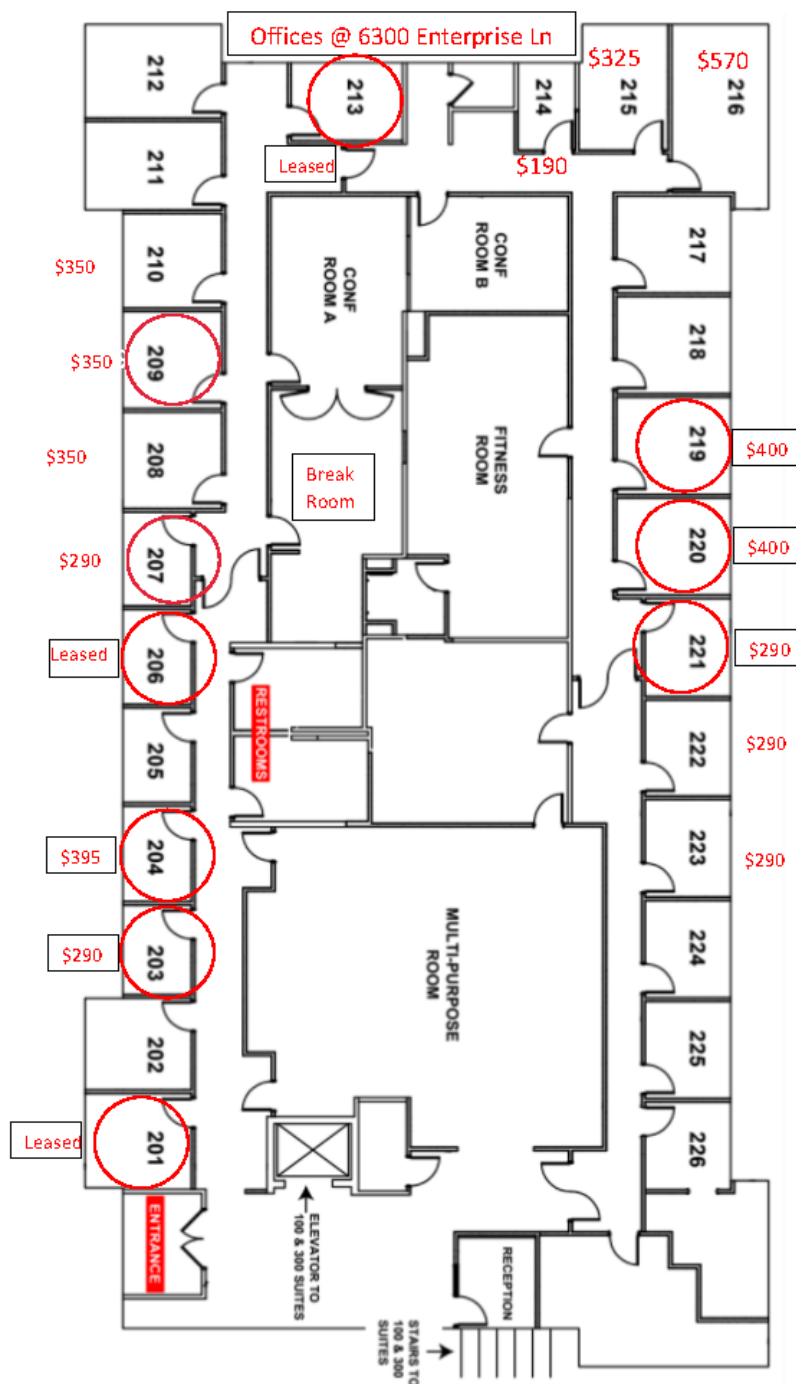 Offices @ 6300 Enterprise Ln
212
213
214
$325
215
$570
216
211
Leased
$190
210
$350
CONF
ROOM A
CONF
ROOM B
217
209
$350
218
208
$350
Break
Room
FITNESS
ROOM
219
$400
207
$290
220
$400
206
Leased
221
$290
RESTROOMS
205
222
$290
204
$395
223
$290
203
$290
MULTI-PURPOSE
ROOM
224
202
225
201
Leased
226
ENTRANCE
ELEVATOR TO
100 & 300 SUITES
RECEPTION
STAIRS TO
100 & 300
SUITES